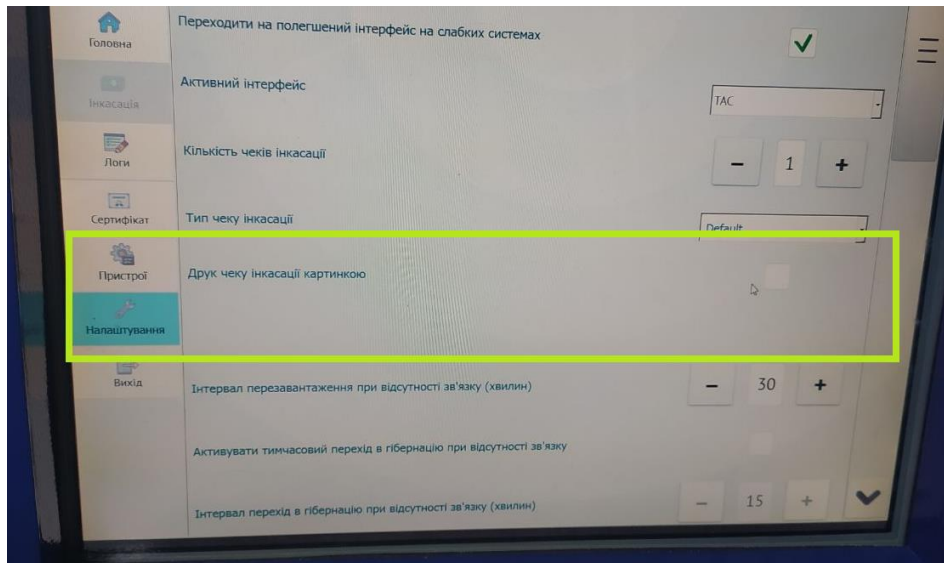 Головна
Інкасація
Логи
Сертифікат
Пристрої
Налаштування
Вихід
Переходити на полегшений інтерфейс на слабких системах
Активний інтерфейс
TAC
Кількість чеків інкасації
- 1 +
Тип чеку інкасації
Default
Друк чеку інкасації картинкою
Інтервал перезавантаження при відсутності зв'язку (хвилин)
- 30 +
Активувати тимчасовий перехід в гібернацію при відсутності зв'язку
Інтервал перехід в гібернацію при відсутності зв'язку (хвилин)
- 15 +